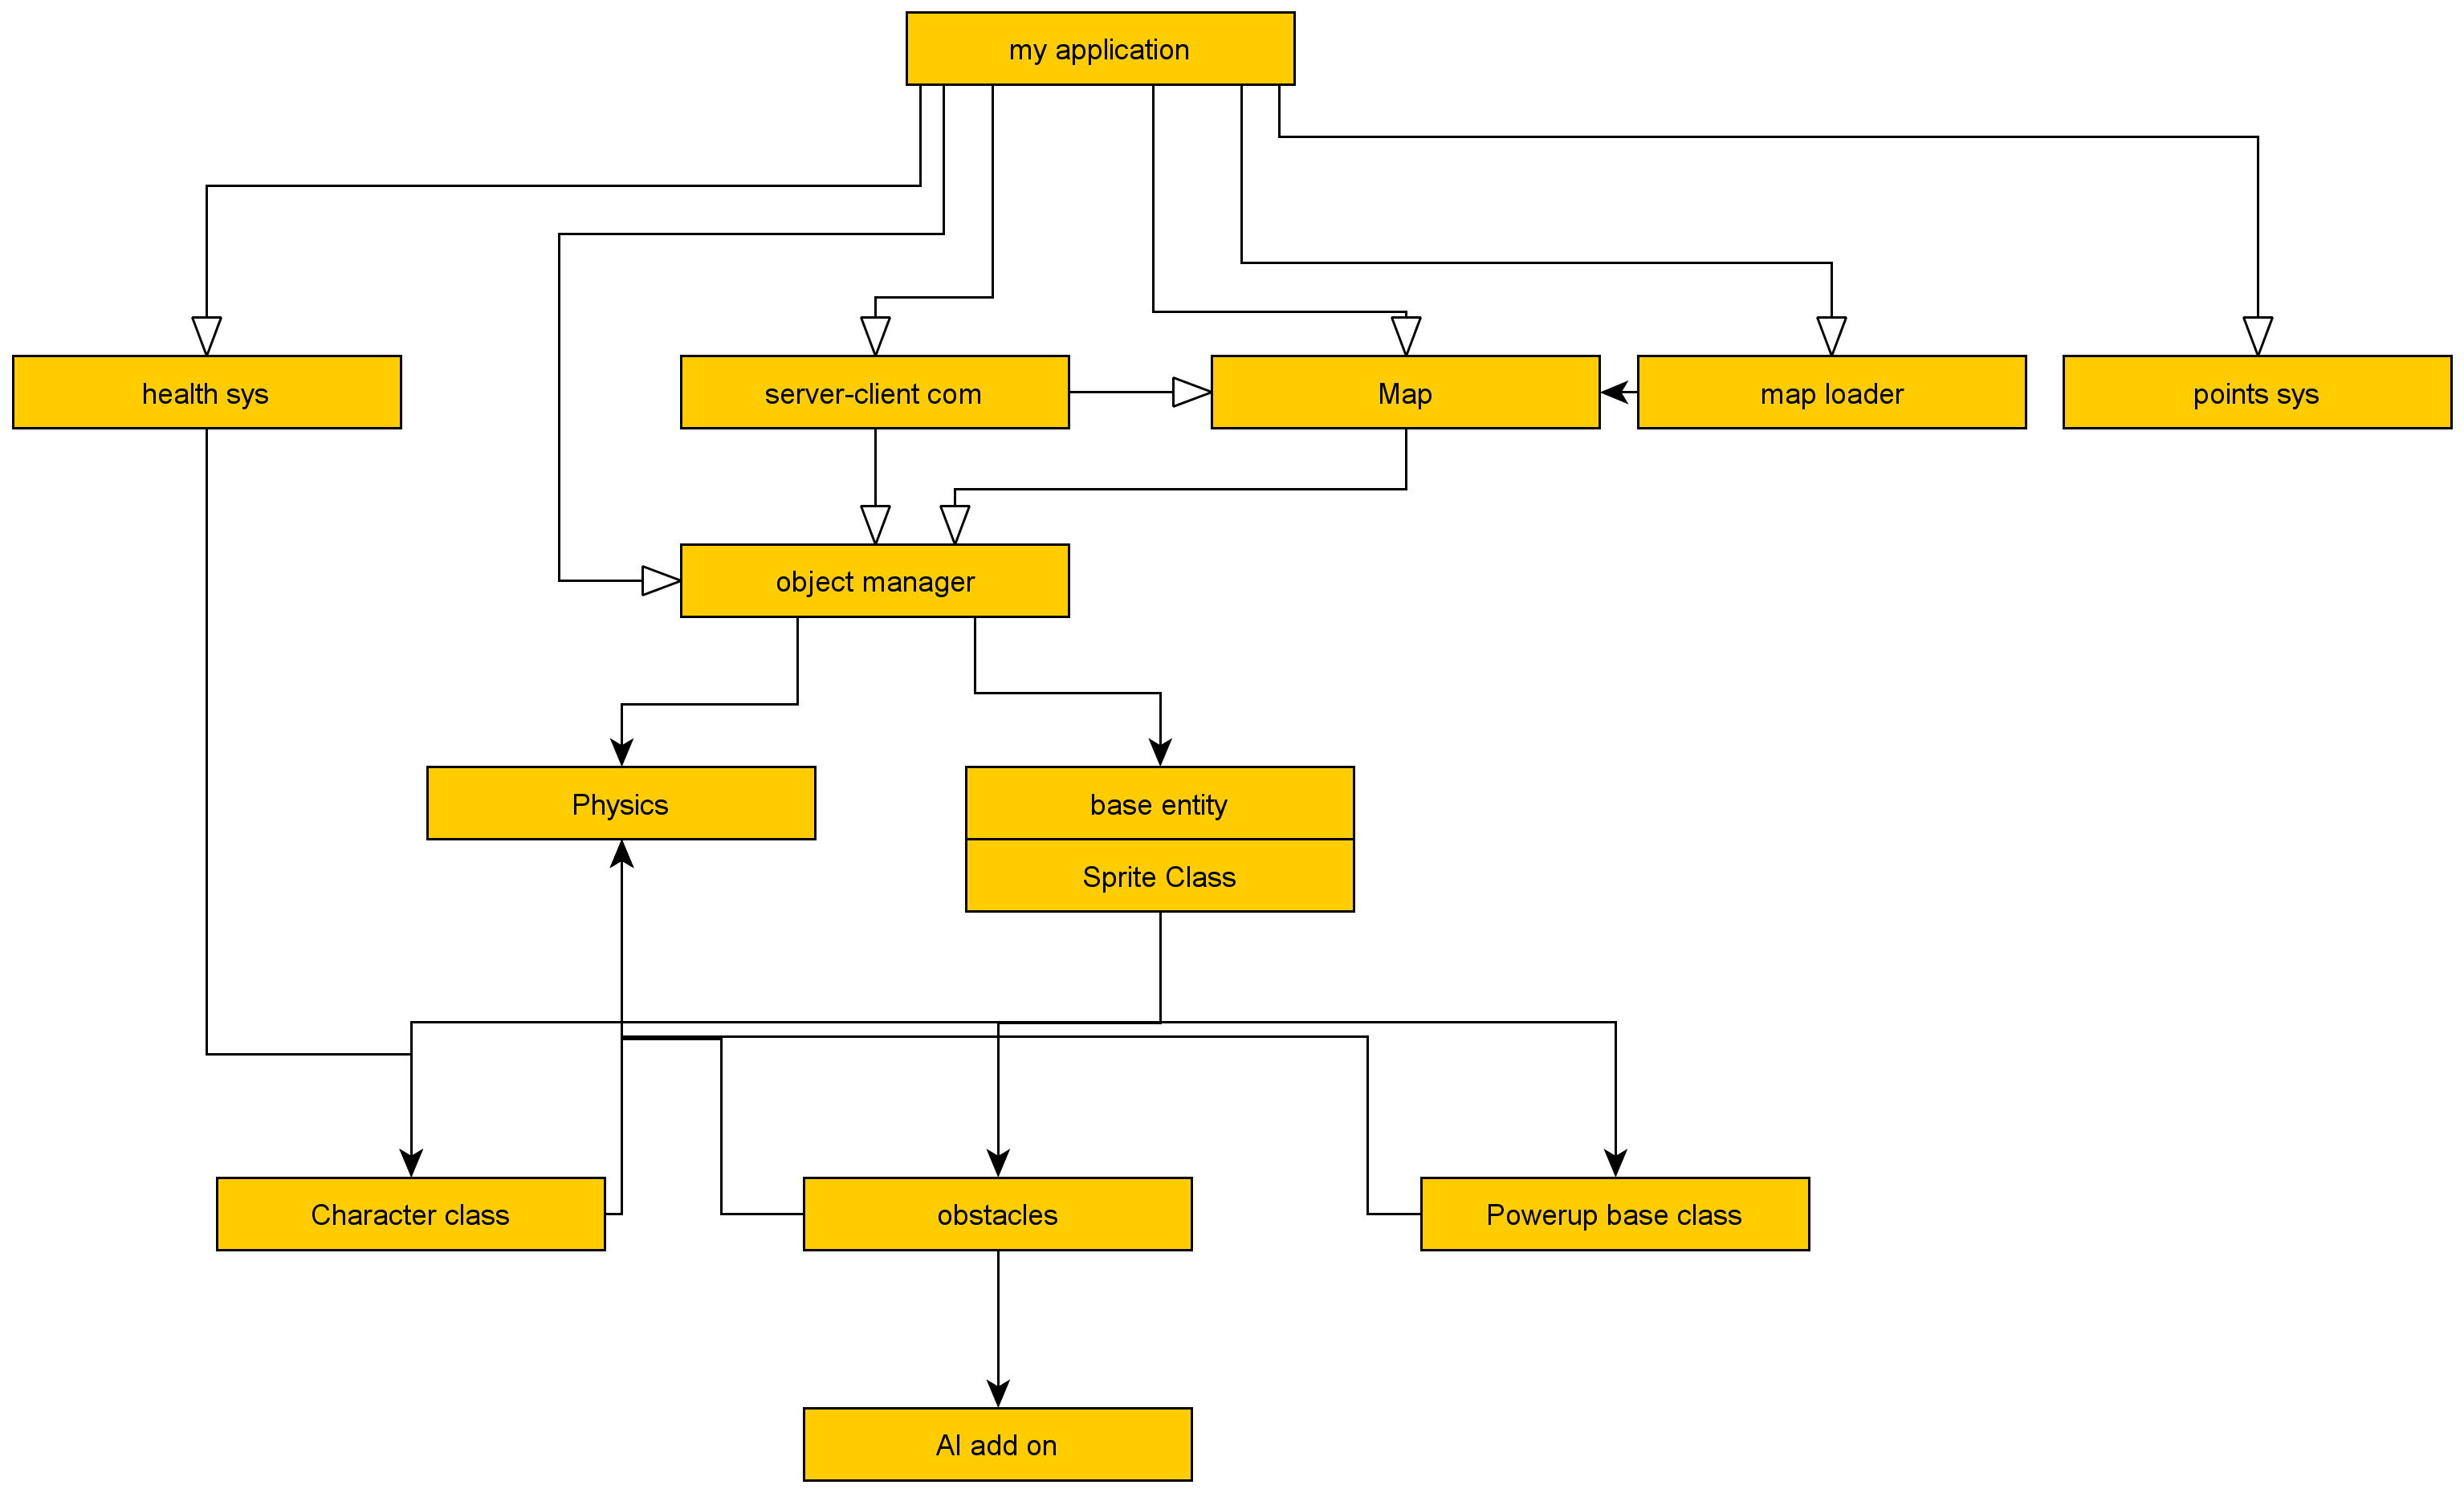 my application
health sys
server-client com
Map
map loader
points sys
object manager
Physics
base entity
Sprite Class
Character class
obstacles
Powerup base class
AI add on